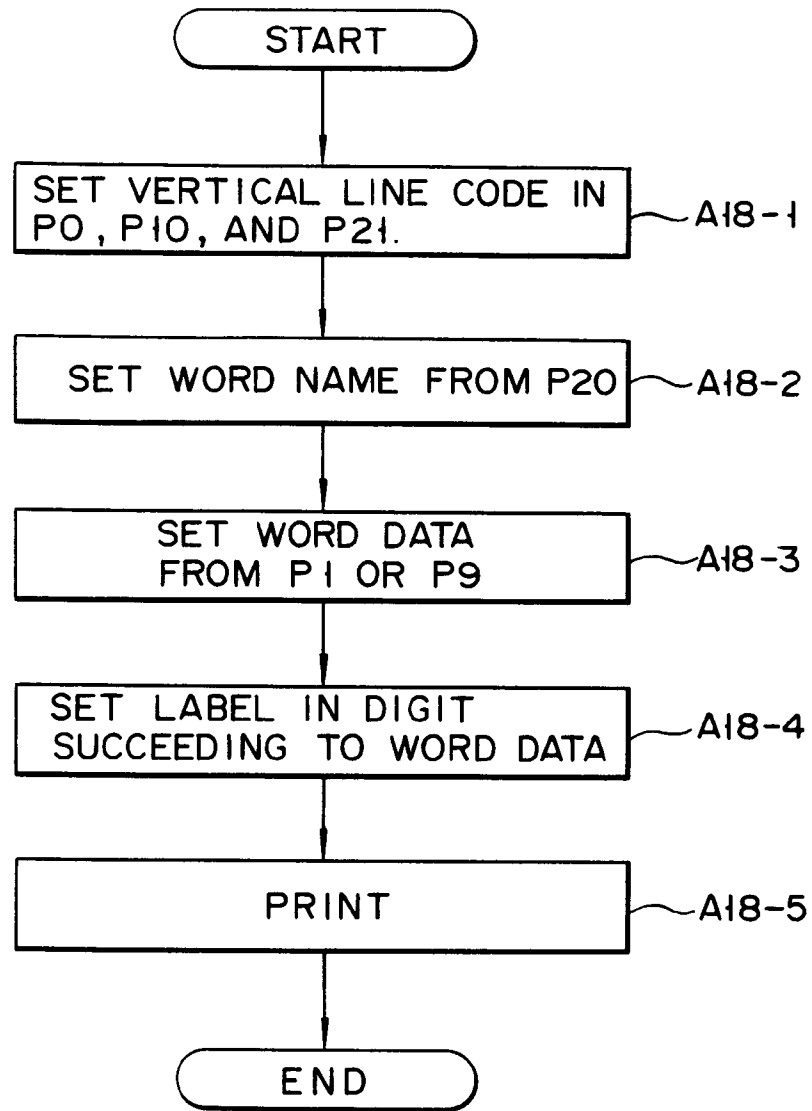 START
SET VERTICAL LINE CODE IN
P0, P10, AND P21.
A18-1
SET WORD NAME FROM P20
A18-2
SET WORD DATA
FROM P1 OR P9
A18-3
SET LABEL IN DIGIT
SUCCEEDING TO WORD DATA
A18-4
PRINT
A18-5
END